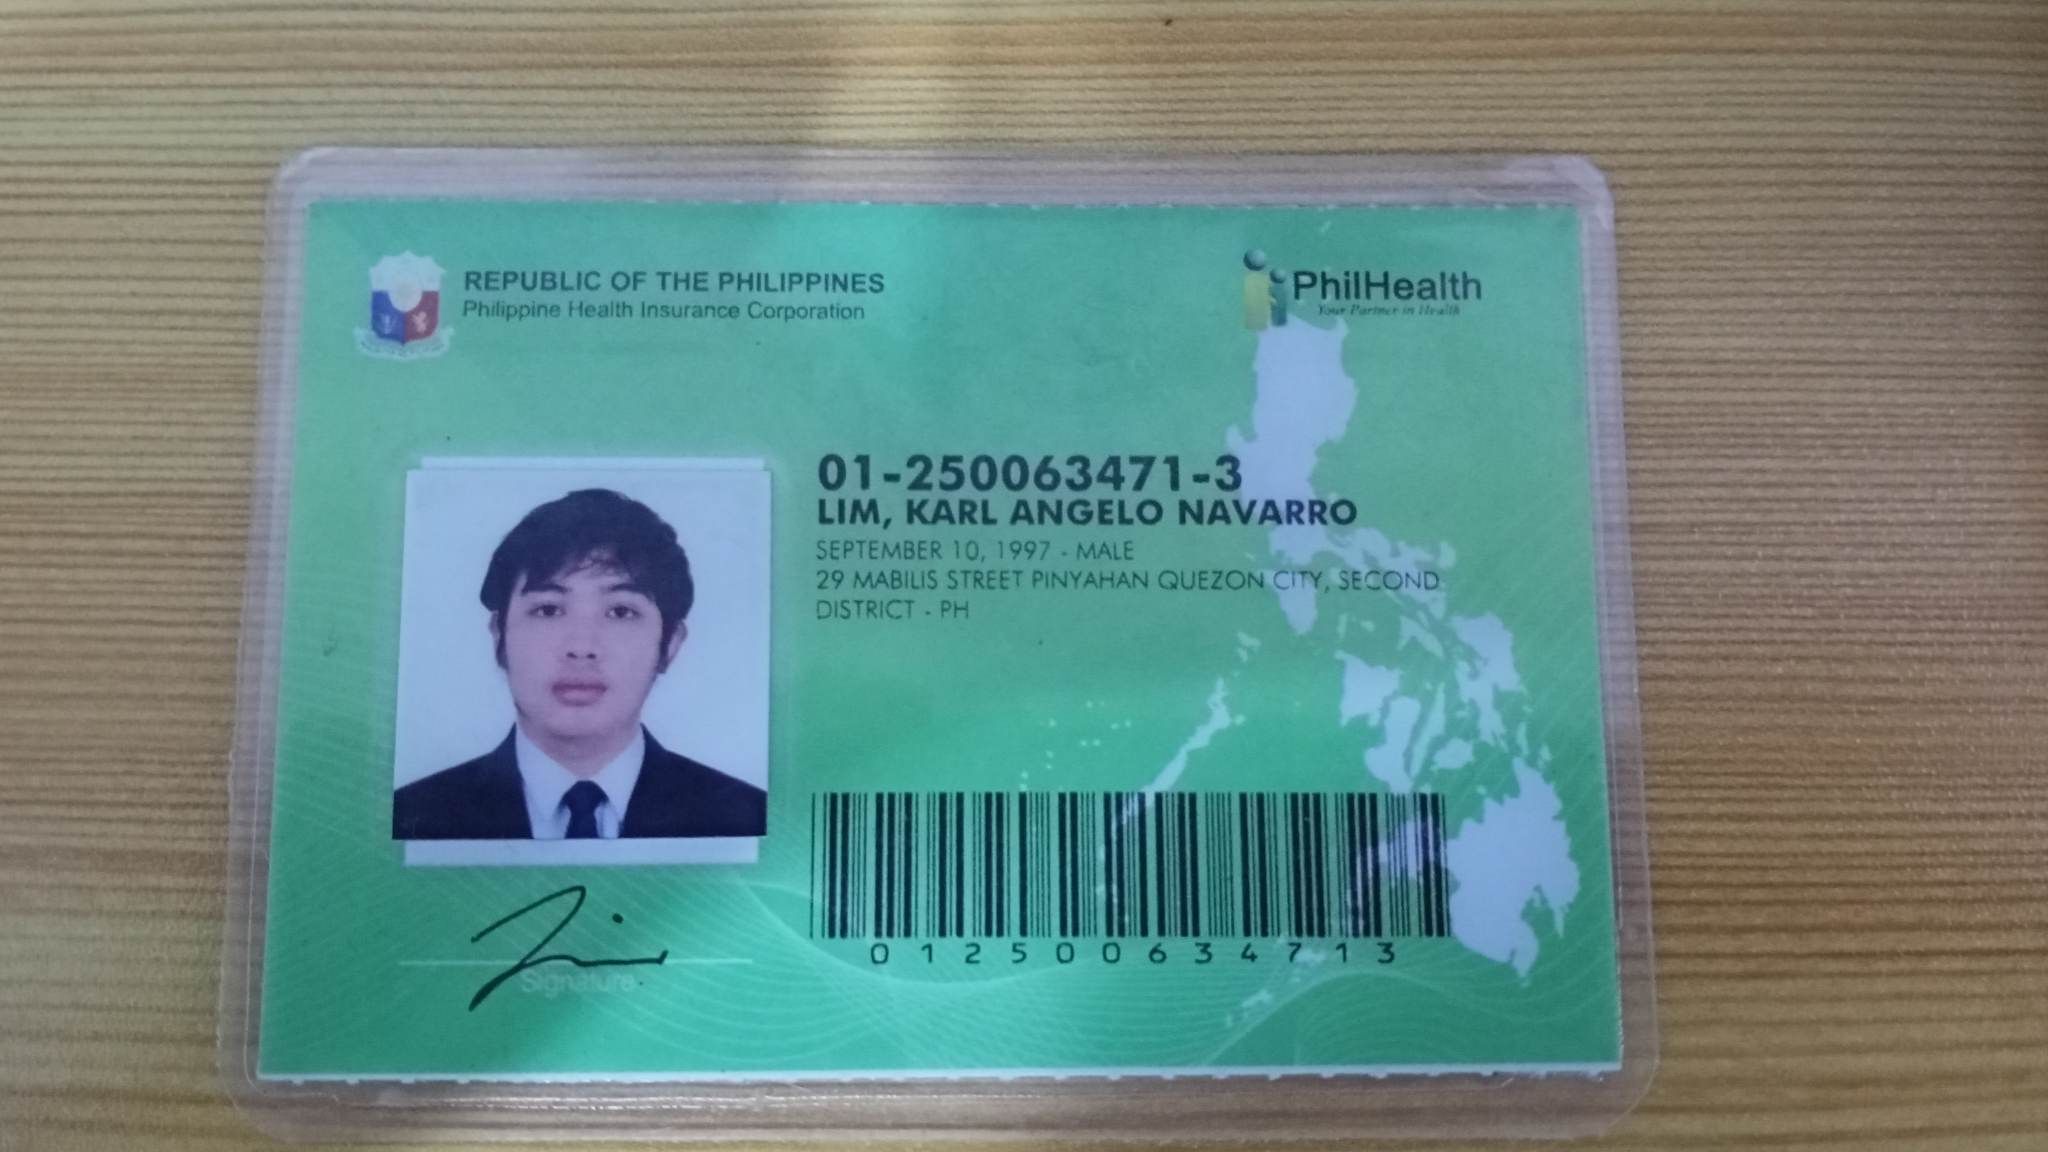 REPUBLIC OF THE PHILIPPINES
Philippine Health Insurance Corporation
PhilHealth
Your Partner in Health
01-250063471-3
LIM, KARL ANGELO NAVARRO
SEPTEMBER 10, 1997 - MALE
29 MABILIS STREET PINYAHAN QUEZON CITY, SECOND
DISTRICT - PH
012500634713
Signature